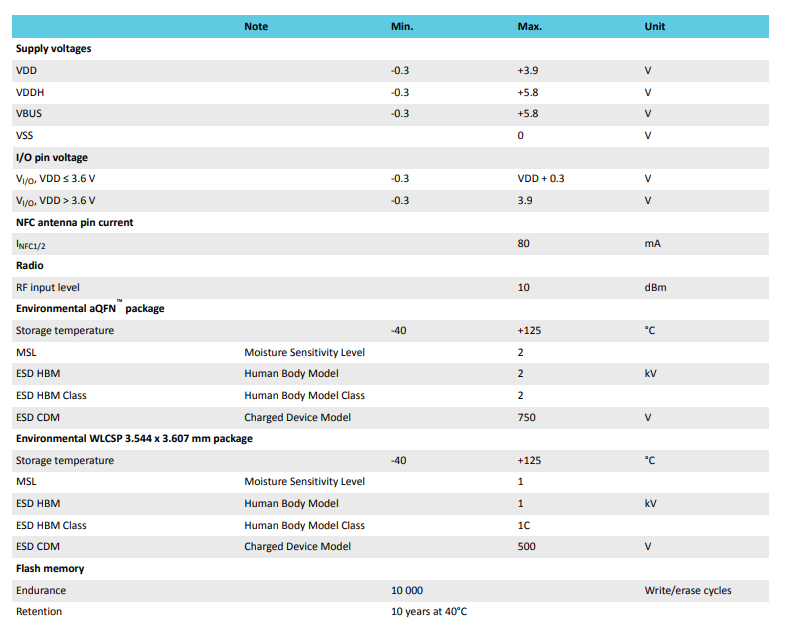 Note Min. Max. Unit
Supply voltages
VDD -0.3 +3.9 V
VDDH -0.3 +5.8 V
VBUS -0.3 +5.8 V
VSS 0 V
I/O pin voltage
VI/O, VDD ≤ 3.6 V -0.3 VDD + 0.3 V
VI/O, VDD > 3.6 V -0.3 3.9 V
NFC antenna pin current
INFC1/2 80 mA
Radio
RF input level 10 dBm
Environmental aQFN™ package
Storage temperature -40 +125 °C
MSL Moisture Sensitivity Level 2
ESD HBM Human Body Model 2 kV
ESD HBM Class Human Body Model Class 2
ESD CDM Charged Device Model 750 V
Environmental WLCSP 3.544 x 3.607 mm package
Storage temperature -40 +125 °C
MSL Moisture Sensitivity Level 1
ESD HBM Human Body Model 1 kV
ESD HBM Class Human Body Model Class 1C
ESD CDM Charged Device Model 500 V
Flash memory
Endurance 10 000 Write/erase cycles
Retention 10 years at 40°C